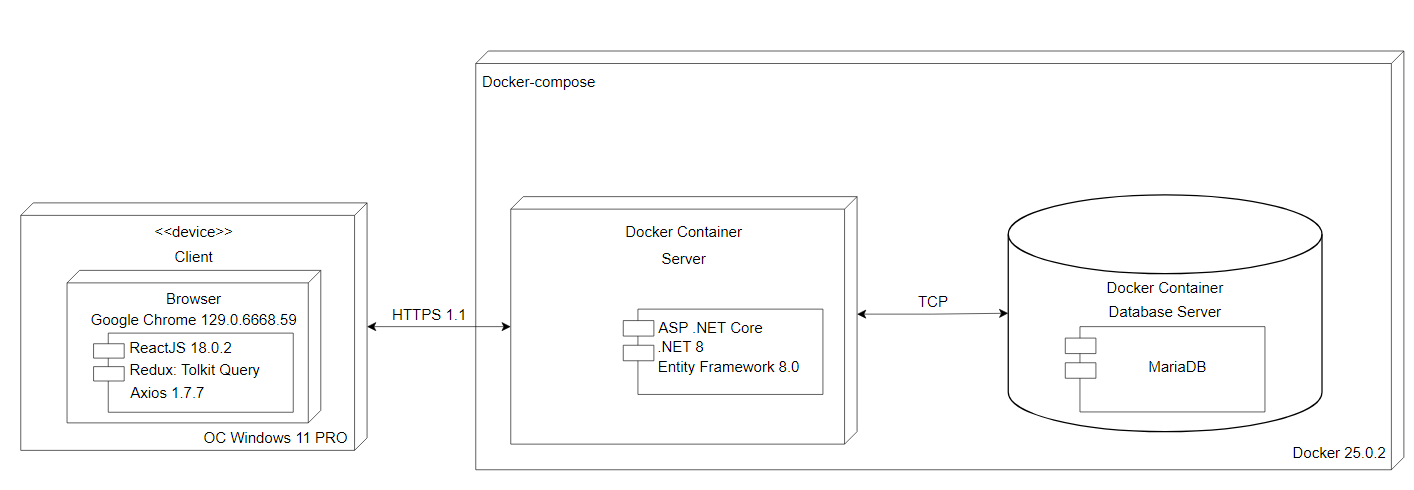 Docker-compose
<<device>>
Client
Browser
Google Chrome 129.0.6668.59
ReactJS 18.0.2
Redux: Tolkit Query
Axios 1.7.7
OC Windows 11 PRO
HTTPS 1.1
Docker Container
Server
ASP .NET Core
.NET 8
Entity Framework 8.0
TCP
Docker Container
Database Server
MariaDB
Docker 25.0.2